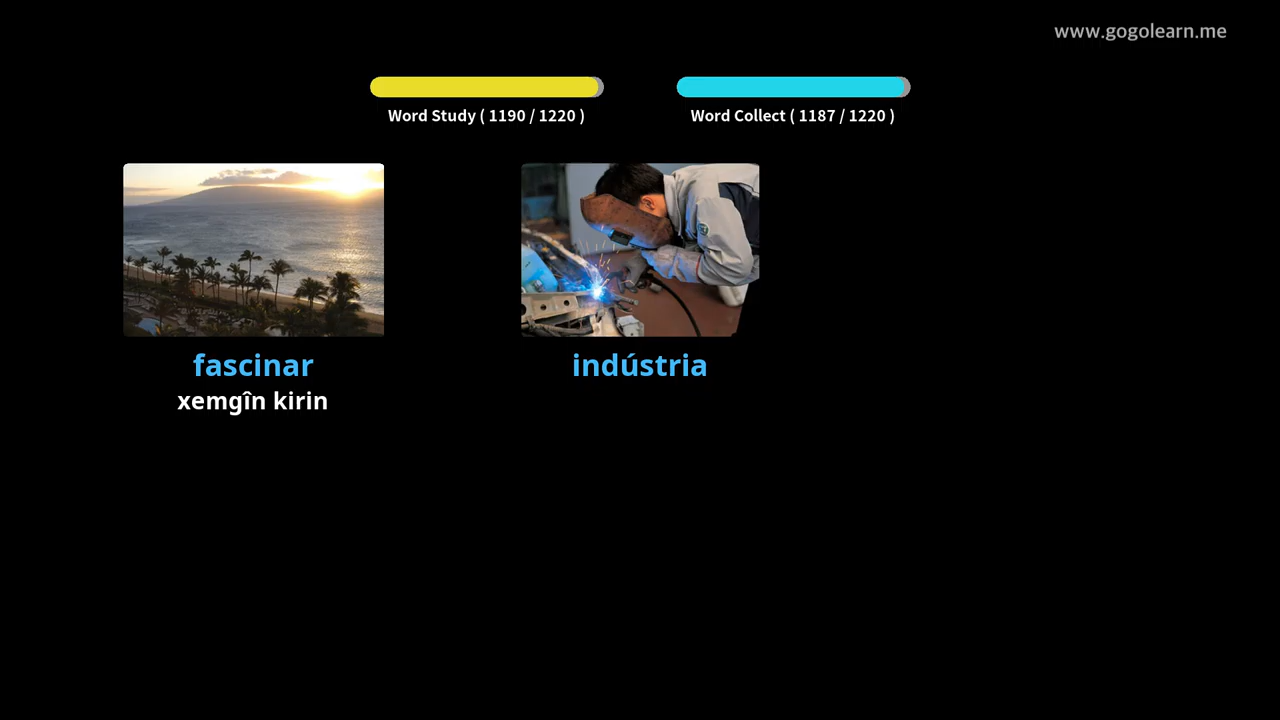 www.gogolearn.me
Word Study ( 1190 / 1220 )
Word Collect ( 1187 / 1220 )
fascinar
xemgîn kirin
indústria